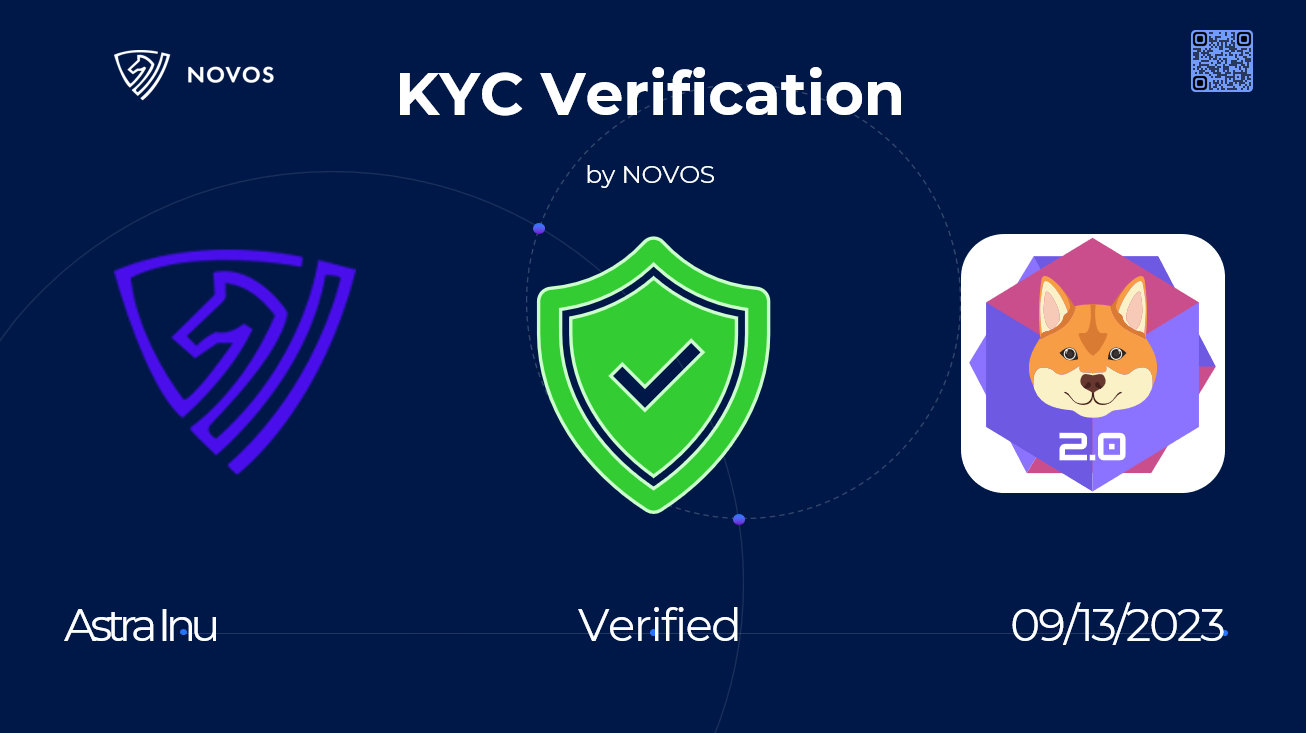 NOVOS
KYC Verification
by NOVOS
2.0
Astra Inu
Verified
09/13/2023